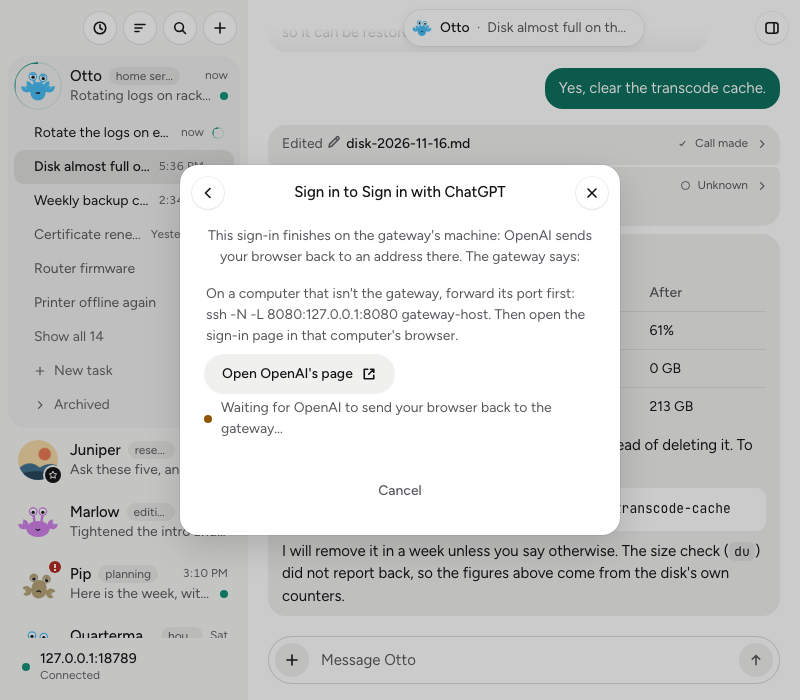 so it can be restor
Otto · Disk almost full on th...
Otto home ser... now
Rotating logs on rack...
Rotate the logs on e... now
Disk almost full o... 5:36 PM
Weekly backup c... 2:34
Certificate rene... Yeste
Router firmware
Printer offline again
Show all 14
New task
Archived
Juniper rese...
Ask these five, an
Marlow editi...
Tightened the intro and...
Pip planning 3:10 PM
Here is the week, wit...
Quarterma hou... Sat
127.0.0.1:18789
Connected
Yes, clear the transcode cache.
Edited disk-2026-11-16.md Call made
Unknown
After
61%
0 GB
213 GB
ead of deleting it. To
transcode-cache
I will remove it in a week unless you say otherwise. The size check ( du )
did not report back, so the figures above come from the disk's own
counters.
Message Otto
Sign in to Sign in with ChatGPT
This sign-in finishes on the gateway's machine: OpenAI sends
your browser back to an address there. The gateway says:
On a computer that isn't the gateway, forward its port first:
ssh -N -L 8080:127.0.0.1:8080 gateway-host. Then open the
sign-in page in that computer's browser.
Open OpenAI's page
Waiting for OpenAI to send your browser back to the
gateway...
Cancel